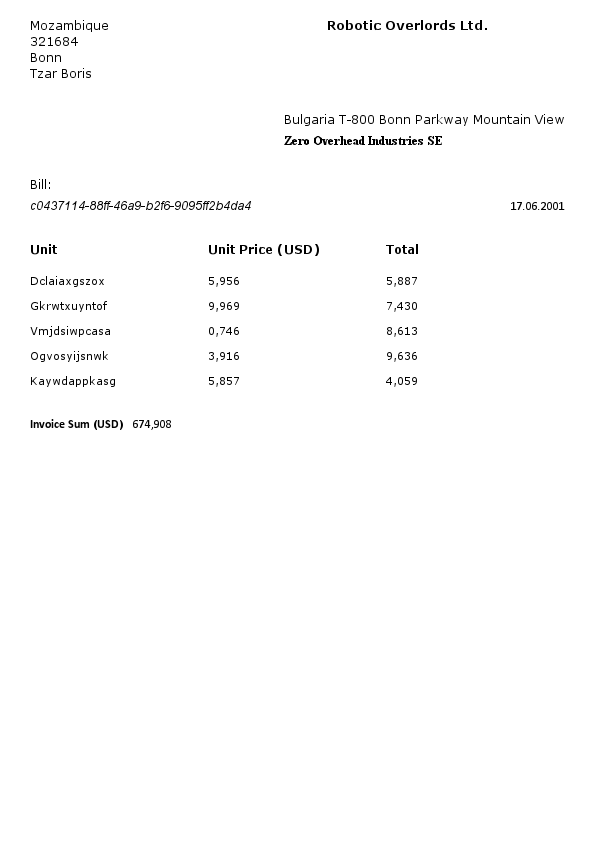 Mozambique
321684
Bonn
Tzar Boris
Robotic Overlords Ltd.
Bulgaria T-800 Bonn Parkway Mountain View
Zero Overhead Industries SE
Bill:
c0437114-88ff-46a9-b2f6-9095ff2b4da4 17.06.2001
Unit Unit Price (USD) Total
Dclaiaxgszox 5,956 5,887
Gkrwtxuyntof 9,969 7,430
Vmjdsiwpcasa 0,746 8,613
Ogvosyijsnwk 3,916 9,636
Kaywdappkasg 5,857 4,059
Invoice Sum (USD) 674,908